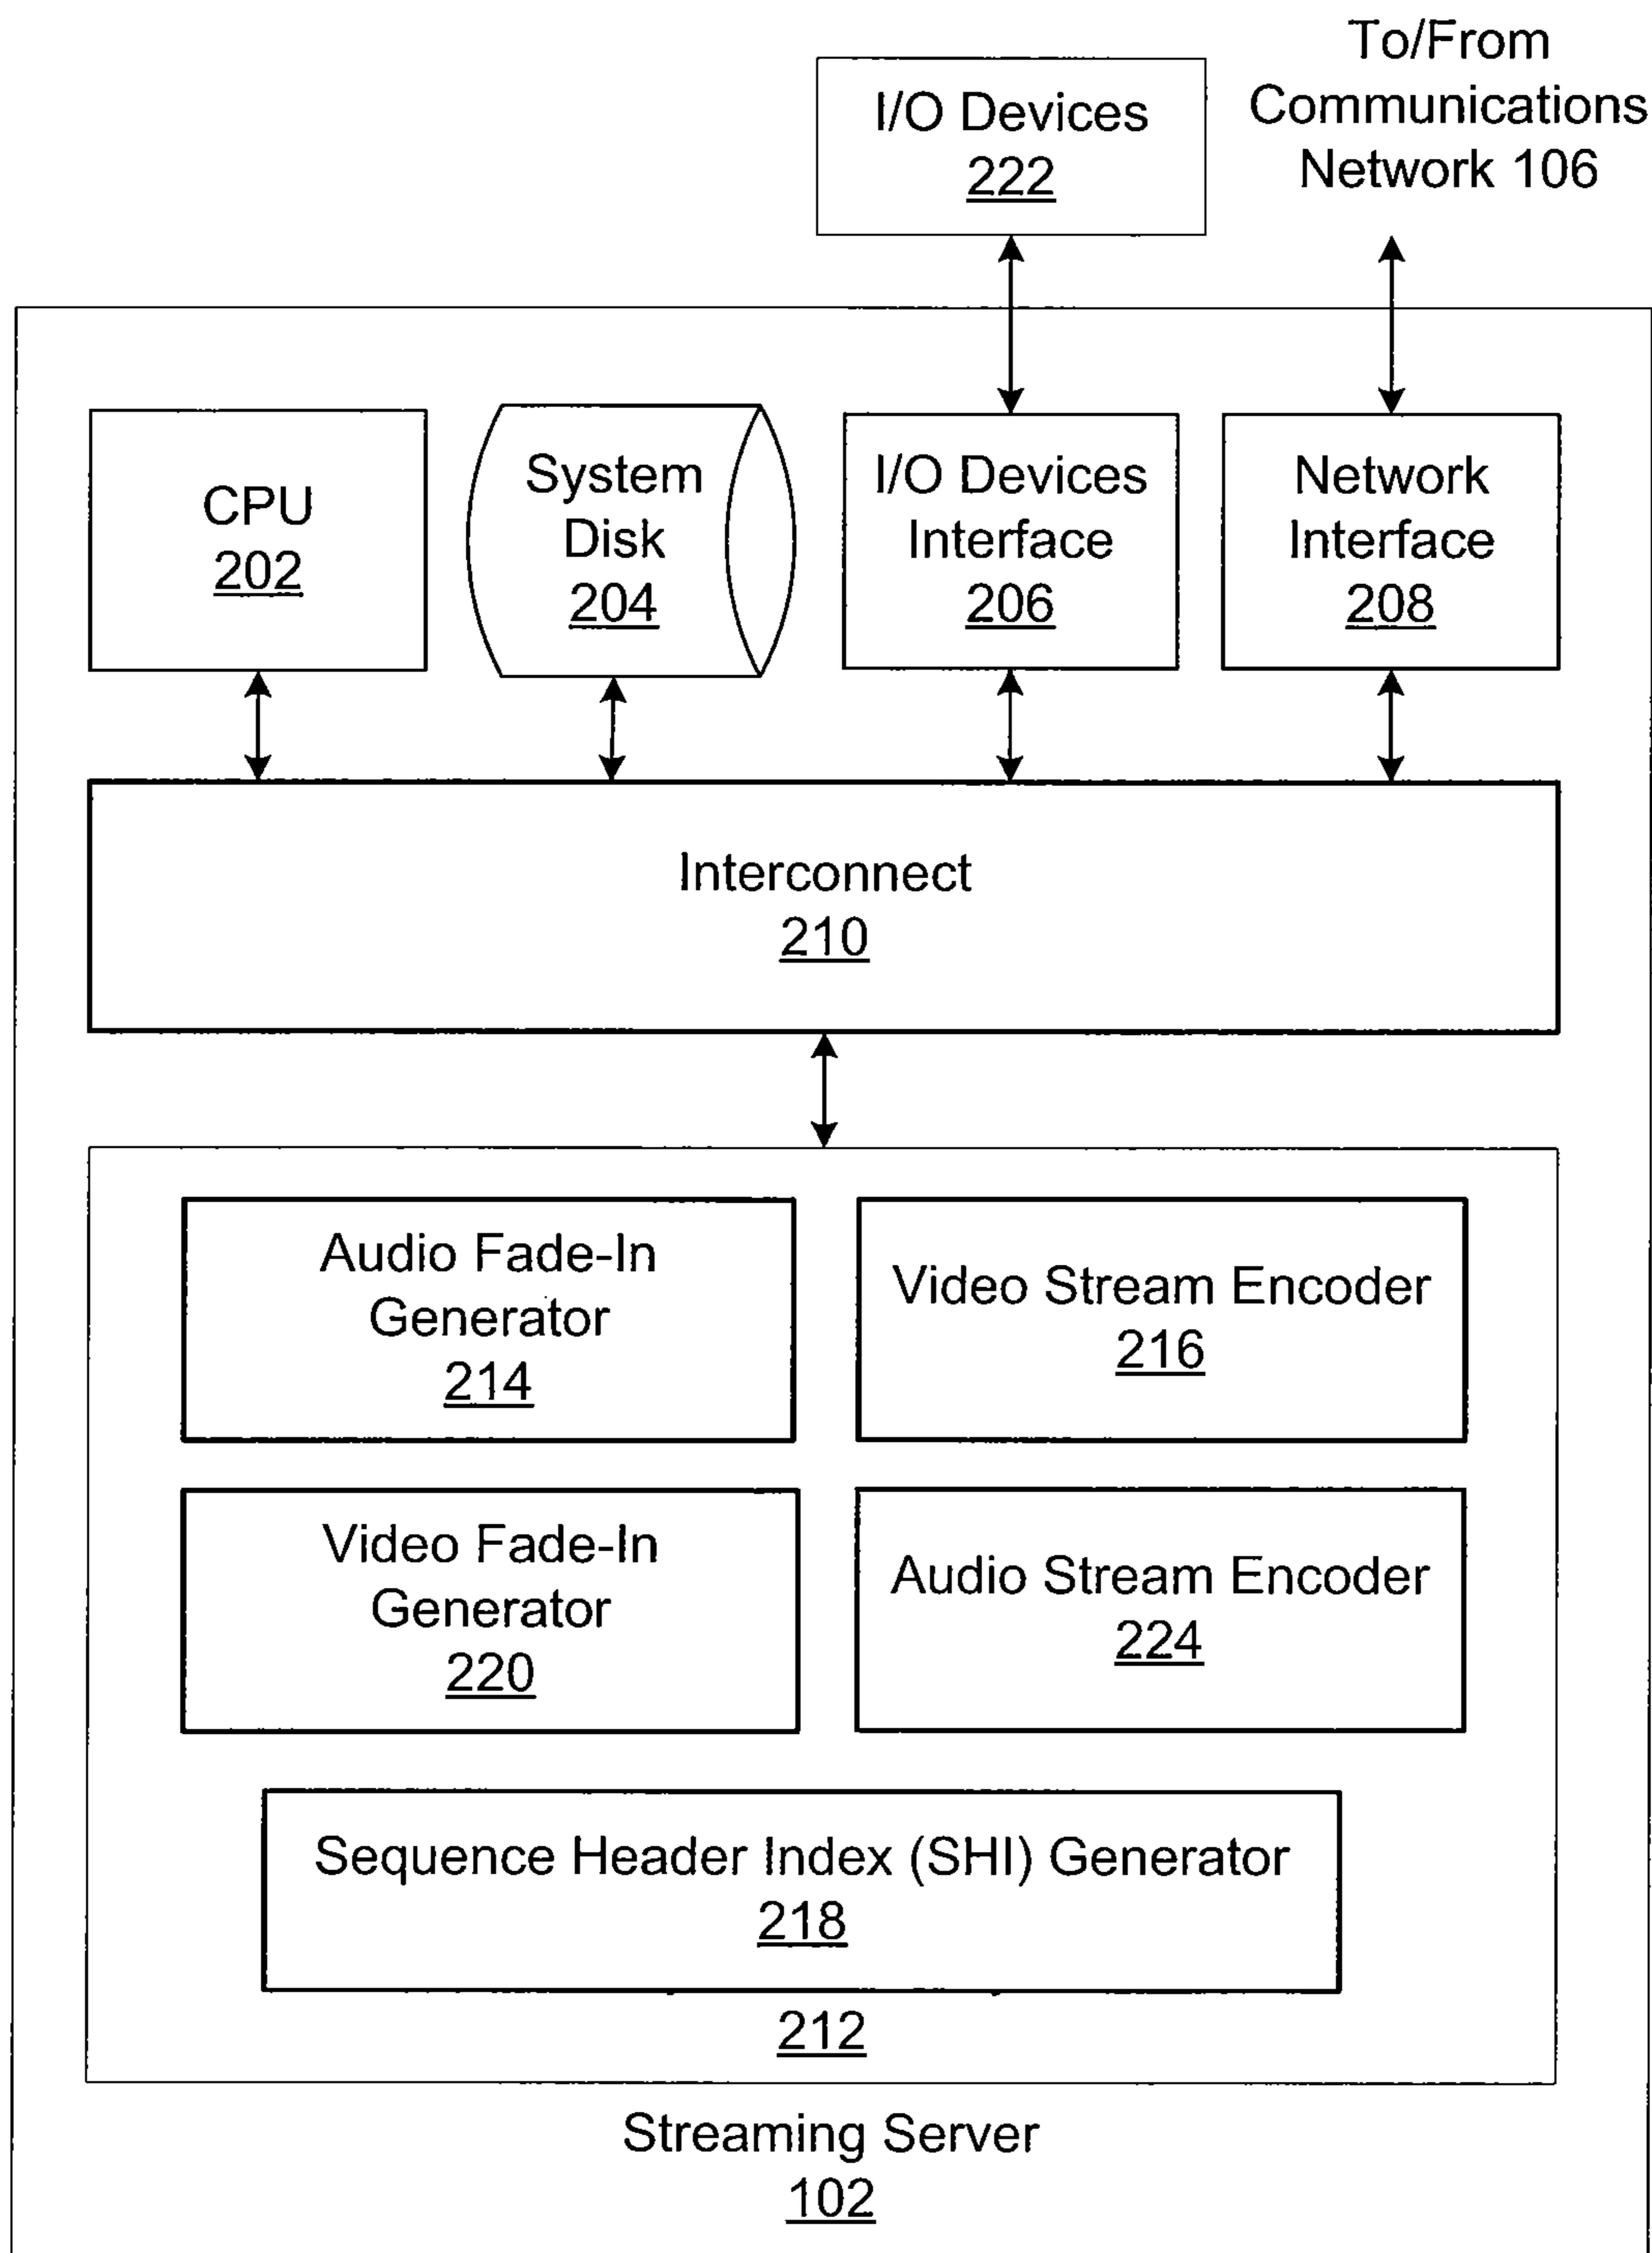 To/From
Communications
Network 106
I/O Devices
222
CPU
202
System
Disk
204
I/O Devices
Interface
206
Network
Interface
208
Interconnect
210
Audio Fade-In
Generator
214
Video Stream Encoder
216
Video Fade-In
Generator
220
Audio Stream Encoder
224
Sequence Header Index (SHI) Generator
218
212
Streaming Server
102